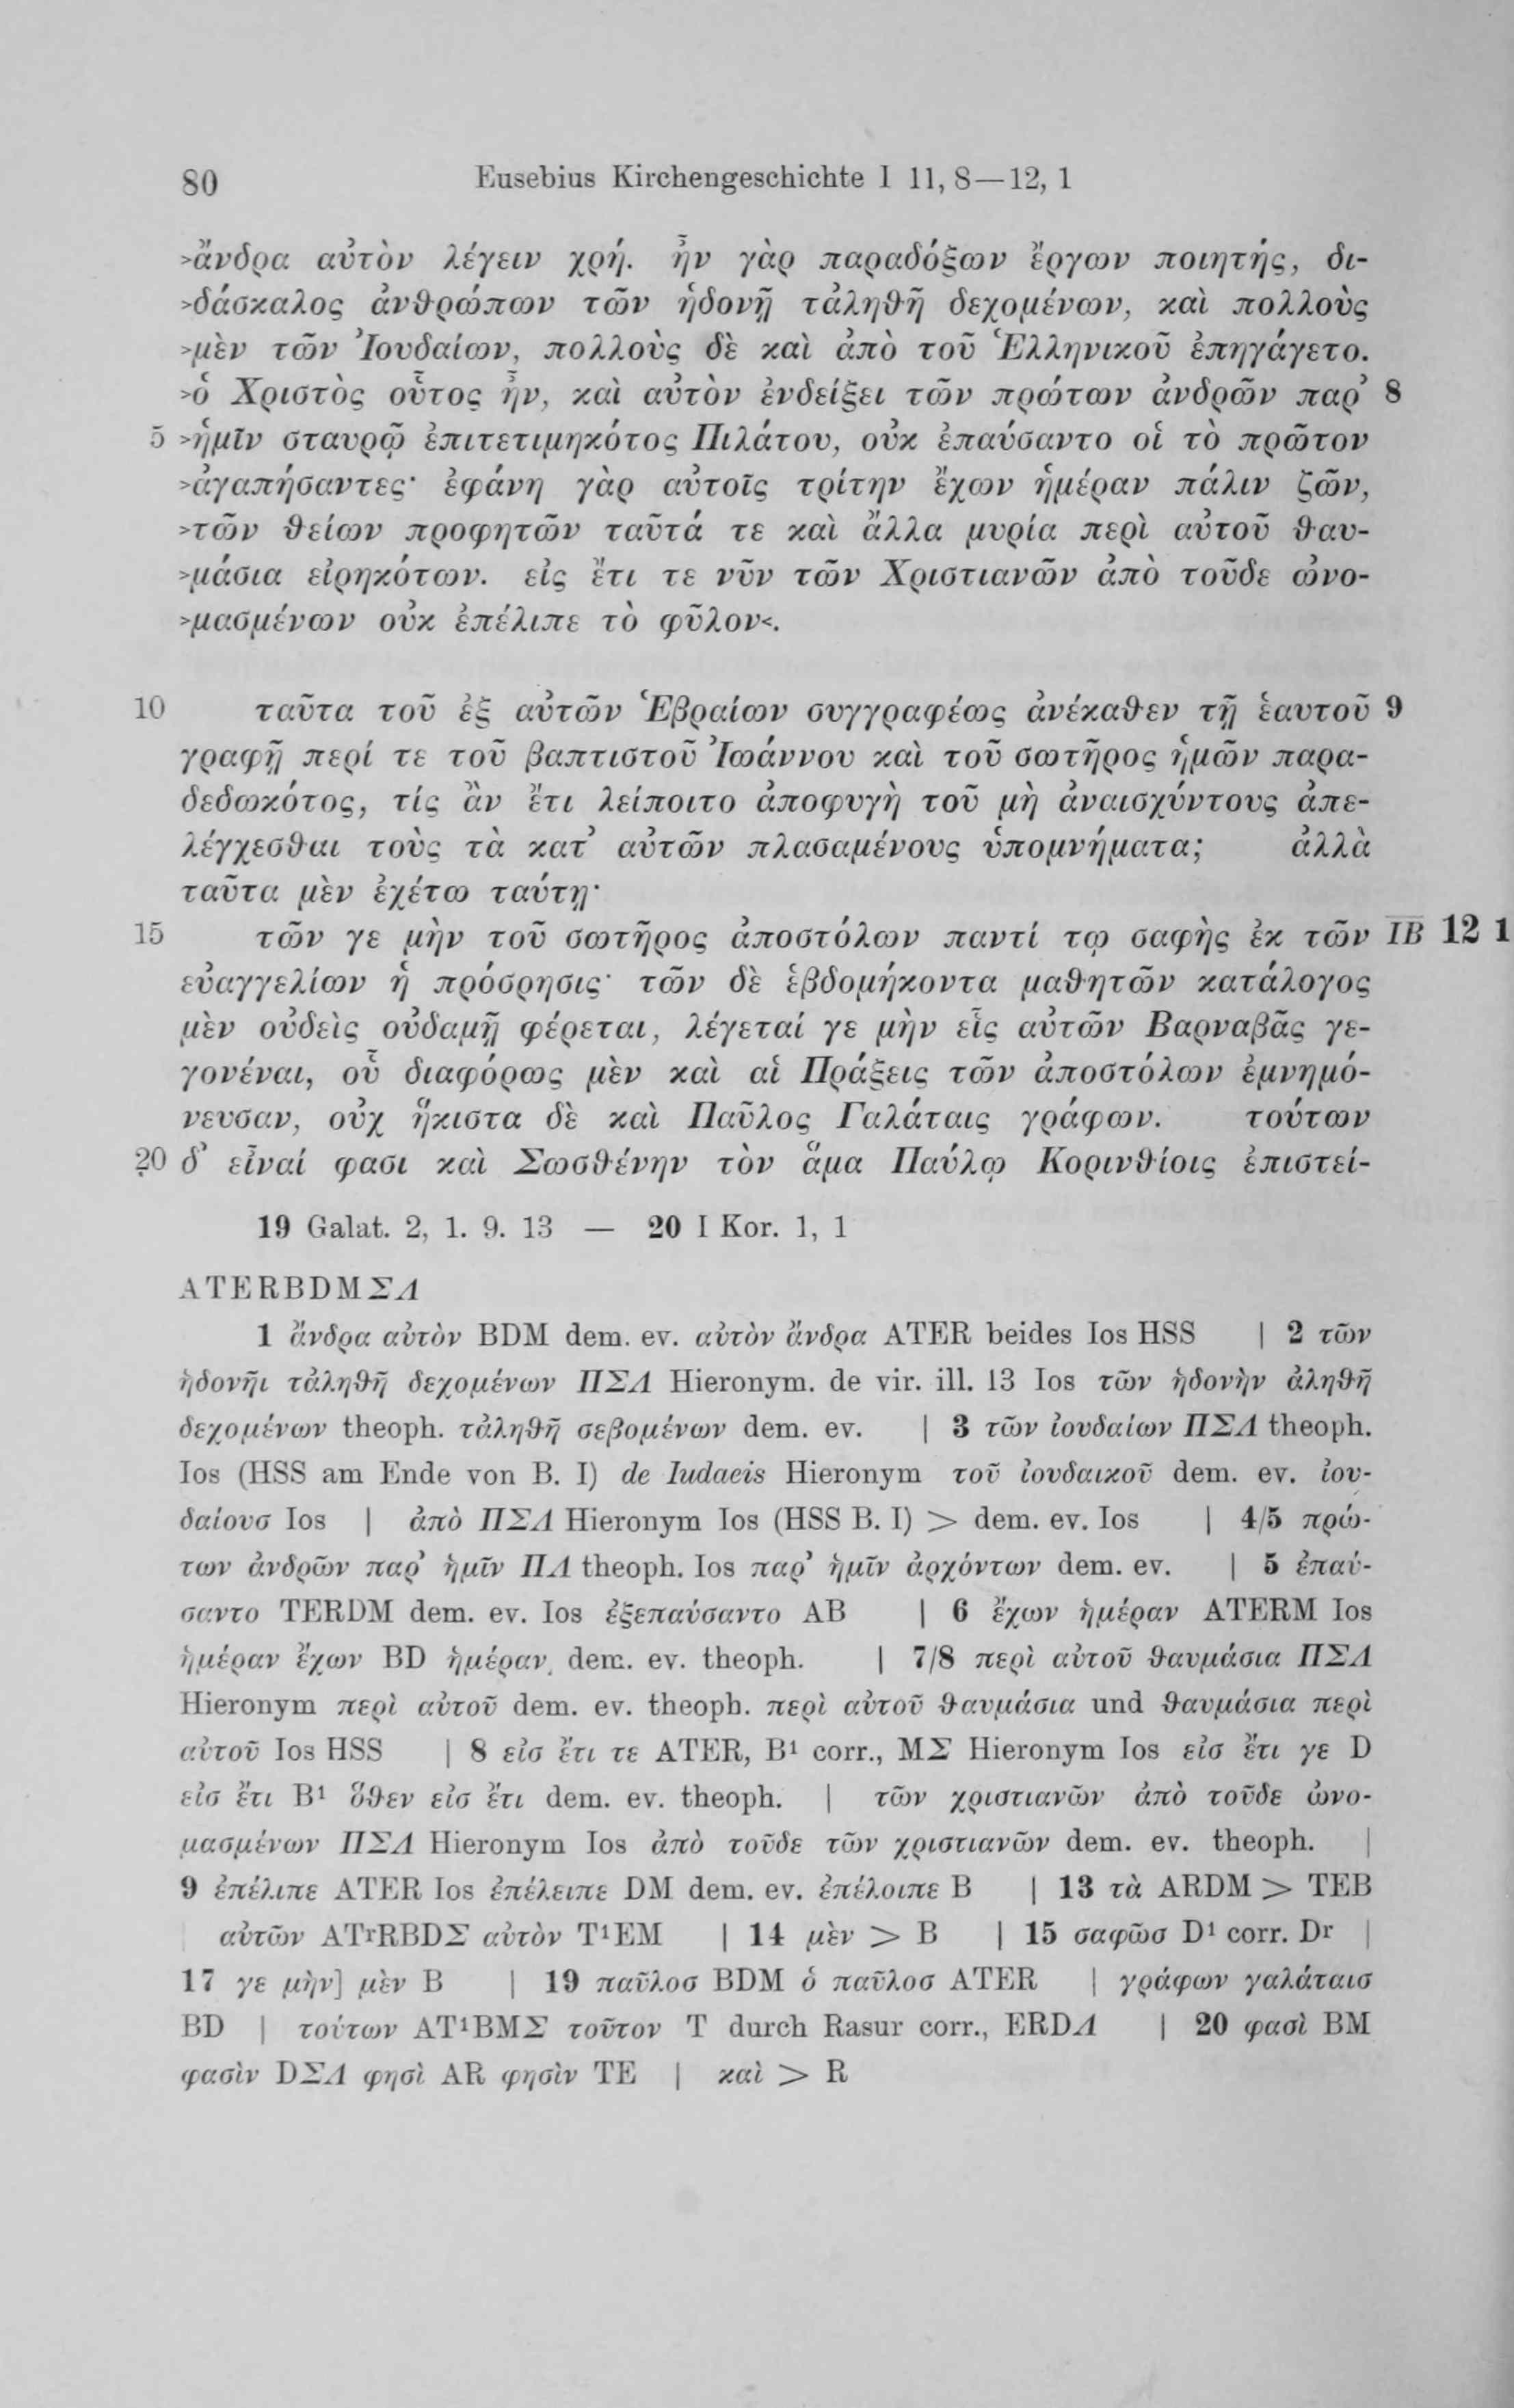 80 Eusebius Kirchengeschichte I 11, 8—12, 1
>ἄνδρα αὐτὸν λέγειν χρή. ἦν γὰρ παραδόξων ἔργων ποιητής, δι-
>δάσκαλος ἀνθρώπων τῶν ἡδονῇ τἀληθῆ δεχομένων, καὶ πολλοὺς
>μὲν τῶν Ἰουδαίων, πολλοὺς δὲ καὶ ἀπὸ τοῦ Ἑλληνικοῦ ἐπηγάγετο.
>ὁ Χριστὸς οὗτος ἦν, καὶ αὐτὸν ἐνδείξει τῶν πρώτων ἀνδρῶν παρ’ 8
5 >ἡμῖν σταυρῷ ἐπιτετιμηκότος Πιλάτου, οὐκ ἐπαύσαντο οἱ τὸ πρῶτον
>ἀγαπήσαντες· ἐφάνη γὰρ αὐτοῖς τρίτην ἔχων ἡμέραν πάλιν ζῶν,
>τῶν θείων προφητῶν ταῦτά τε καὶ ἄλλα μυρία περὶ αὐτοῦ θαυ-
>μάσια εἰρηκότων. εἰς ἔτι τε νῦν τῶν Χριστιανῶν ἀπὸ τοῦδε ὠνο-
>μασμένων οὐκ ἐπέλιπε τὸ φῦλον<.
10 ταῦτα τοῦ ἐξ αὐτῶν Ἑβραίων συγγραφέως ἀνέκαθεν τῇ ἑαυτοῦ 9
γραφῇ περί τε τοῦ βαπτιστοῦ Ἰωάννου καὶ τοῦ σωτῆρος ἡμῶν παρα-
δεδωκότος, τίς ἂν ἔτι λείποιτο ἀποφυγὴ τοῦ μὴ ἀναισχύντους ἀπε-
λέγχεσθαι τοὺς τὰ κατ’ αὐτῶν πλασαμένους ὑπομνήματα; ἀλλὰ
ταῦτα μὲν ἐχέτω ταύτῃ·
15 τῶν γε μὴν τοῦ σωτῆρος ἀποστόλων παντί τῳ σαφὴς ἐκ τῶν ΙΒ 12 1
εὐαγγελίων ἡ πρόσρησις· τῶν δὲ ἑβδομήκοντα μαθητῶν κατάλογος
μὲν οὐδεὶς οὐδαμῇ φέρεται, λέγεταί γε μὴν εἷς αὐτῶν Βαρναβᾶς γε-
γονέναι, οὗ διαφόρως μὲν καὶ αἱ Πράξεις τῶν ἀποστόλων ἐμνημό-
νευσαν, οὐχ ἥκιστα δὲ καὶ Παῦλος Γαλάταις γράφων. τούτων
20 δ’ εἶναί φασι καὶ Σωσθένην τὸν ἅμα Παύλῳ Κορινθίοις ἐπιστεί-
19 Galat. 2, 1. 9. 13 — 20 I Kor. 1, 1
ATERBDMΣΛ
1 ἄνδρα αὐτὸν BDM dem. ev. αὐτὸν ἄνδρα ATER beides Ios HSS | 2 τῶν
ἡδονῆι τἀληθῆ δεχομένων ΠΣΛ Hieronym. de vir. ill. 13 Ios τῶν ἡδονὴν ἀληθῆ
δεχομένων theoph. τἀληθῆ σεβομένων dem. ev. | 3 τῶν ἰουδαίων ΠΣΛ theoph.
Ios (HSS am Ende von B. I) de Iudaeis Hieronym τοῦ ἰουδαικοῦ dem. ev. ἰου-
δαίουσ Ios | ἀπὸ ΠΣΛ Hieronym Ios (HSS B. I) > dem. ev. Ios | 4/5 πρώ-
των ἀνδρῶν παρ’ ἡμῖν ΠΛ theoph. Ios παρ’ ἡμῖν ἀρχόντων dem. ev. | 5 ἐπαύ-
σαντο TERDM dem. ev. Ios ἐξεπαύσαντο AB | 6 ἔχων ἡμέραν ATERM Ios
ἡμέραν ἔχων BD ἡμέραν dem. ev. theoph. | 7/8 περὶ αὐτοῦ θαυμάσια ΠΣΛ
Hieronym περὶ αὐτοῦ dem. ev. theoph. περὶ αὐτοῦ θαυμάσια und θαυμάσια περὶ
αὐτοῦ Ios HSS | 8 εἰσ ἔτι τε ATER, B¹ corr., MΣ Hieronym Ios εἰσ ἔτι γε D
εἰσ ἔτι B¹ ὅθεν εἰσ ἔτι dem. ev. theoph. | τῶν χριστιανῶν ἀπὸ τοῦδε ὠνο-
μασμένων ΠΣΛ Hieronym Ios ἀπὸ τοῦδε τῶν χριστιανῶν dem. ev. theoph. |
9 ἐπέλιπε ATER Ios ἐπέλειπε DM dem. ev. ἐπέλοιπε B | 13 τὰ ARDM > TEB
αὐτῶν ATʳRBDΣ αὐτὸν T¹EM | 14 μὲν > B | 15 σαφῶσ D¹ corr. Dʳ |
17 γε μὴν] μὲν B | 19 παῦλοσ BDM ὁ παῦλοσ ATER | γράφων γαλάταισ
BD | τούτων AT¹BMΣ τοῦτον T durch Rasur corr., ERDΛ | 20 φασὶ BM
φασὶν DΣΛ φησὶ AR φησὶν TE | καὶ > R